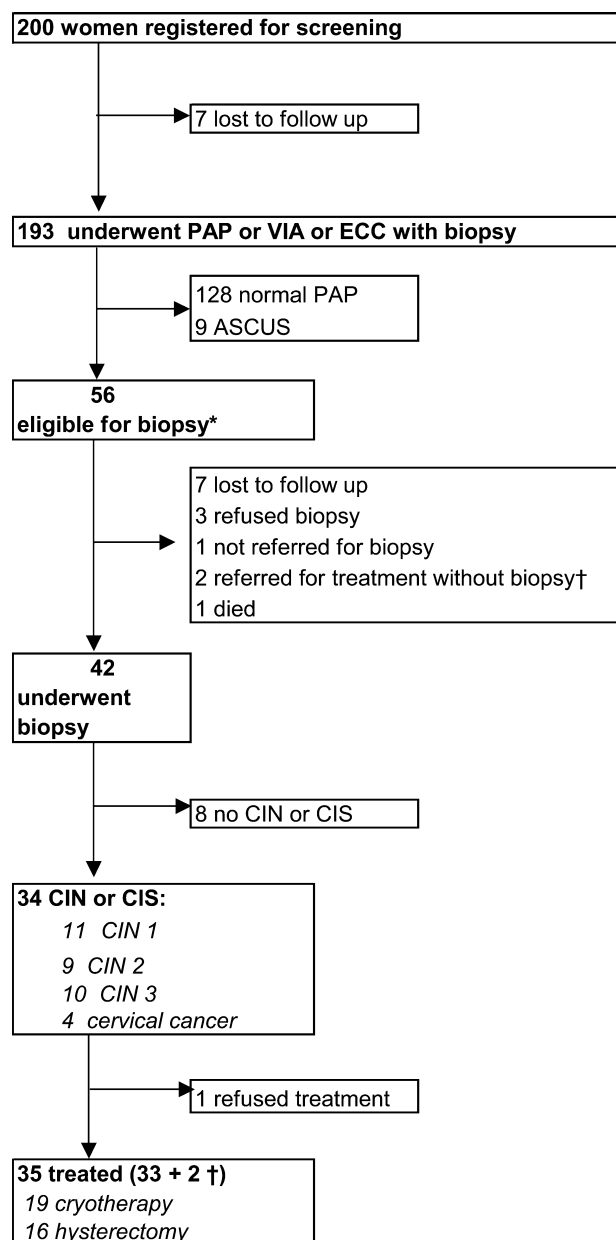 200 women registered for screening
7 lost to follow up
193 underwent PAP or VIA or ECC with biopsy
128 normal PAP
9 ASCUS
56
eligible for biopsy*
7 lost to follow up
3 refused biopsy
1 not referred for biopsy
2 referred for treatment without biopsy†
1 died
42
underwent
biopsy
8 no CIN or CIS
34 CIN or CIS:
11 CIN 1
9 CIN 2
10 CIN 3
4 cervical cancer
1 refused treatment
35 treated (33 + 2 †)
19 cryotherapy
16 hysterectomy